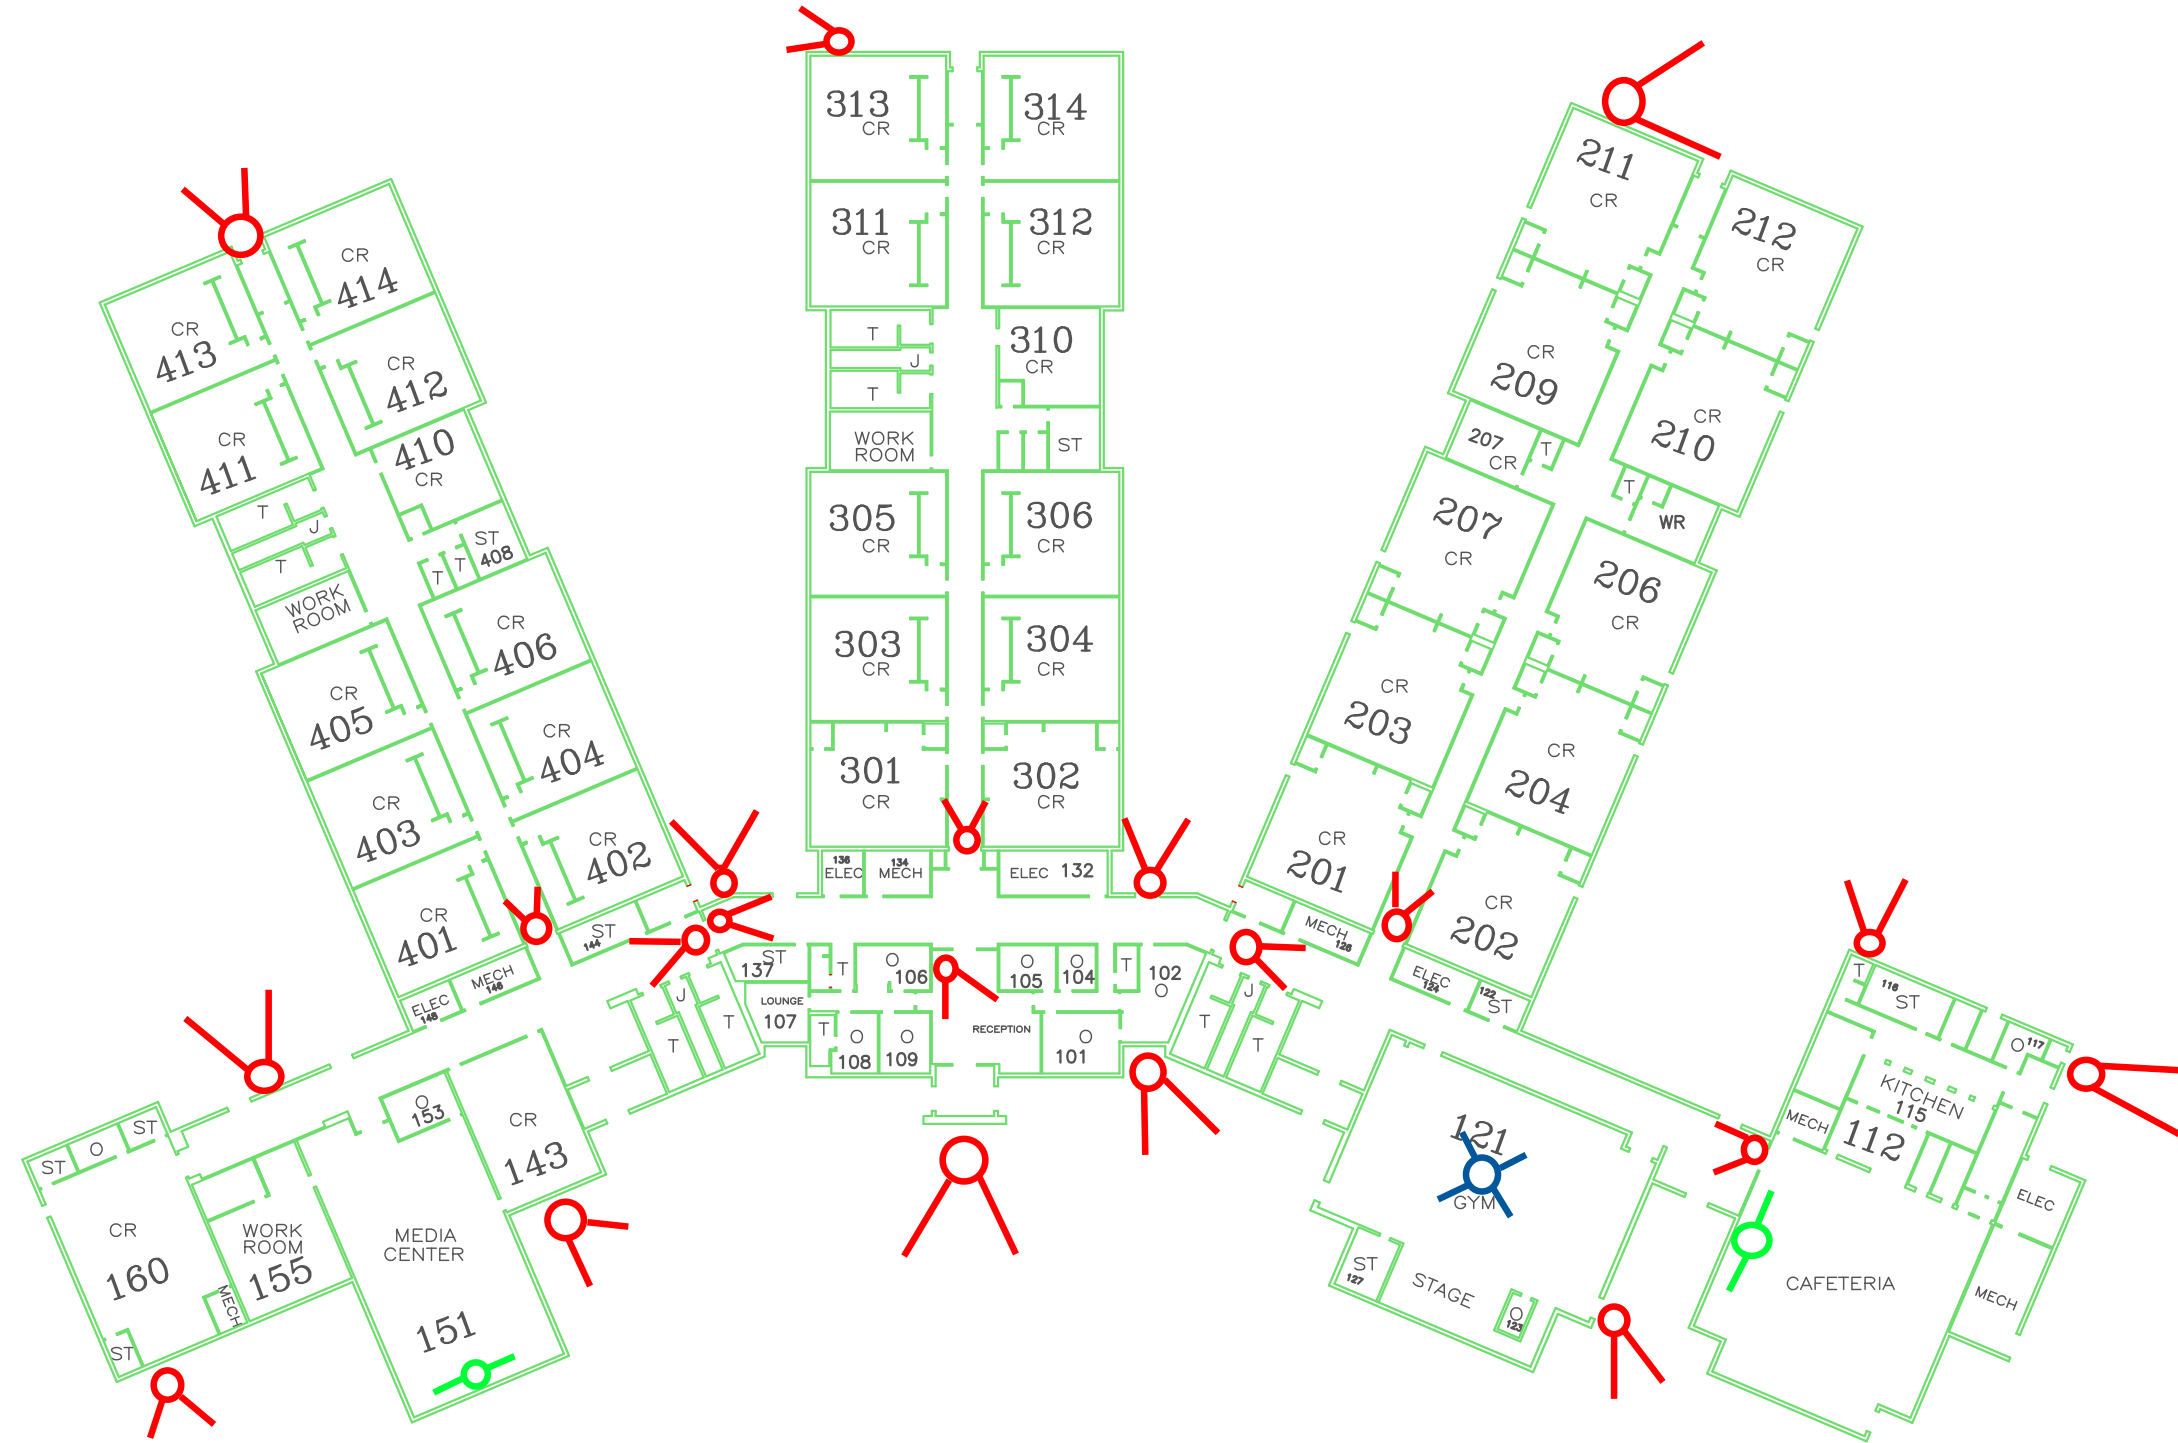 313
CR
314
CR
311
CR
312
CR
T
J
T
310
CR
WORK
ROOM
ST
305
CR
306
CR
303
CR
304
CR
301
CR
302
CR
136
ELEC
134
MECH
ELEC 132
CR
414
CR
413
CR
412
CR
411
410
CR
T
J
T
ST
408
T
T
WORK
ROOM
CR
406
CR
405
CR
404
CR
403
CR
402
CR
401
ST
144
MECH
146
ELEC
148
211
CR
212
CR
CR
209
CR
210
207
CR
T
T
WR
207
CR
206
CR
CR
203
CR
204
CR
201
CR
202
MECH
126
ELEC
124
122
ST
ST
137
T
O
106
O
105
O
104
T
102
O
J
T
T
LOUNGE
107
T
O
108
O
109
RECEPTION
O
101
J
T
T
O
153
CR
143
ST
O
ST
CR
160
WORK
ROOM
155
MECH
ST
MEDIA
CENTER
151
121
GYM
ST
127
STAGE
O
123
T
116
ST
O 117
KITCHEN
115
MECH
112
ELEC
CAFETERIA
MECH